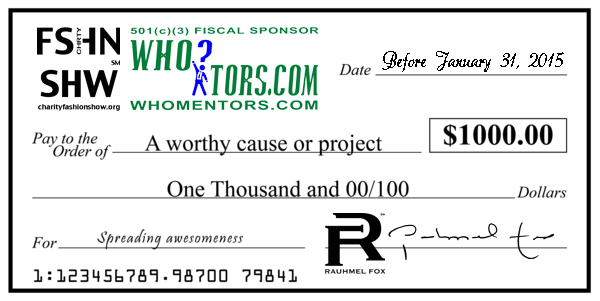 FSHN
CHRTY
SHW
SM
charityfashionshow.org
501(c)(3) FISCAL SPONSOR
WHO?
TORS.COM
WHOMENTORS.COM
Date Before January 31, 2015
Pay to the
Order of A worthy cause or project $1000.00
One Thousand and 00/100 Dollars
For Spreading awesomeness
R
RAUHMEL FOX
Rauhmel Fox
1:123456789.98700 79841